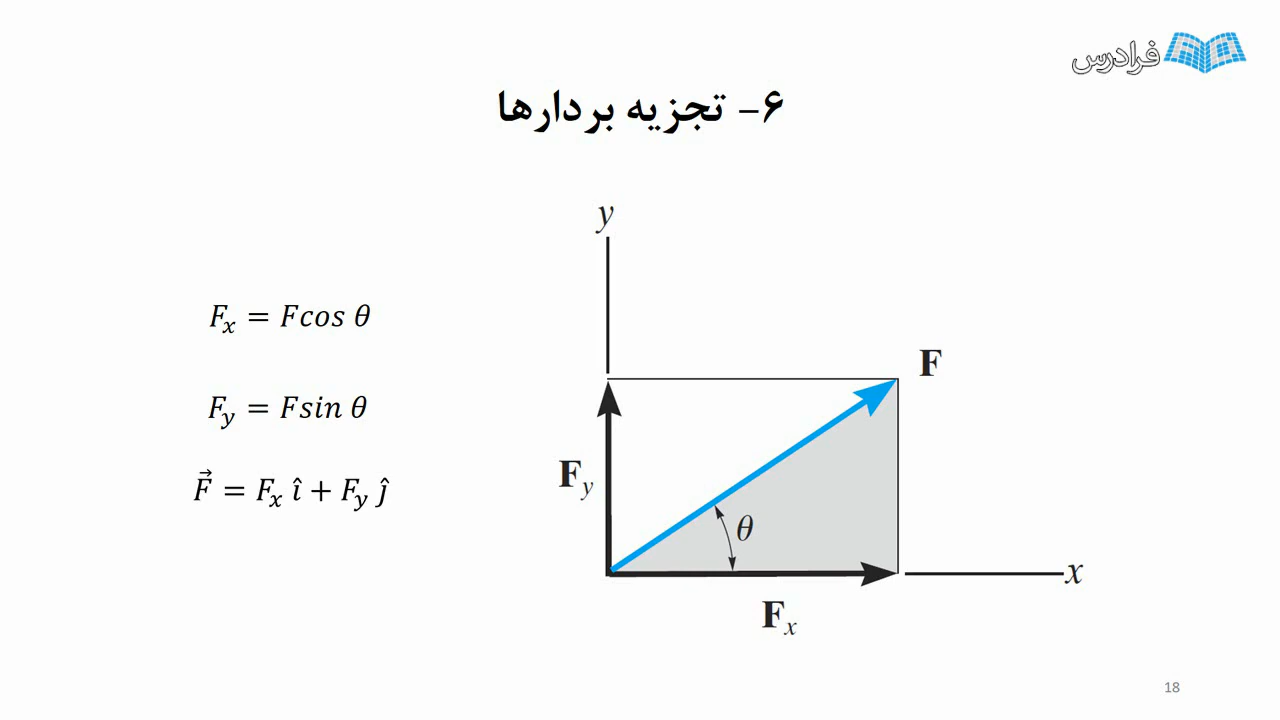 فرادرس
۶- تجزیه بردارها
y
F_x = Fcos θ
F
F_y = Fsin θ
F_y
F⃗ = F_x î + F_y ĵ
θ
x
F_x
18